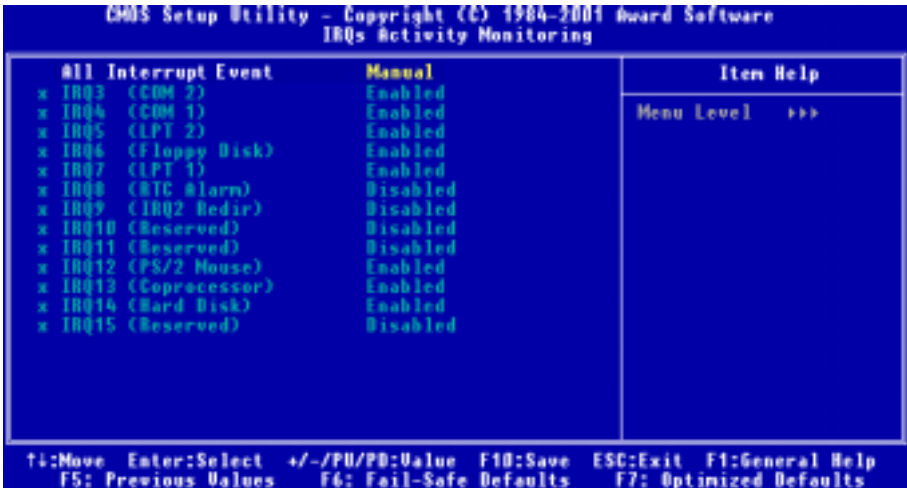 CMOS Setup Utility - Copyright (C) 1984-2001 Award Software
IRQs Activity Monitoring
All Interrupt Event Manual
x IRQ3 (COM 2) Enabled
x IRQ4 (COM 1) Enabled
x IRQ5 (LPT 2) Enabled
x IRQ6 (Floppy Disk) Enabled
x IRQ7 (LPT 1) Enabled
x IRQ8 (RTC Alarm) Disabled
x IRQ9 (IRQ2 Redir) Disabled
x IRQ10 (Reserved) Disabled
x IRQ11 (Reserved) Disabled
x IRQ12 (PS/2 Mouse) Enabled
x IRQ13 (Coprocessor) Enabled
x IRQ14 (Hard Disk) Enabled
x IRQ15 (Reserved) Disabled
Item Help
Menu Level ►►►
↑↓:Move Enter:Select +/-/PU/PD:Value F10:Save ESC:Exit F1:General Help
F5: Previous Values F6: Fail-Safe Defaults F7: Optimized Defaults